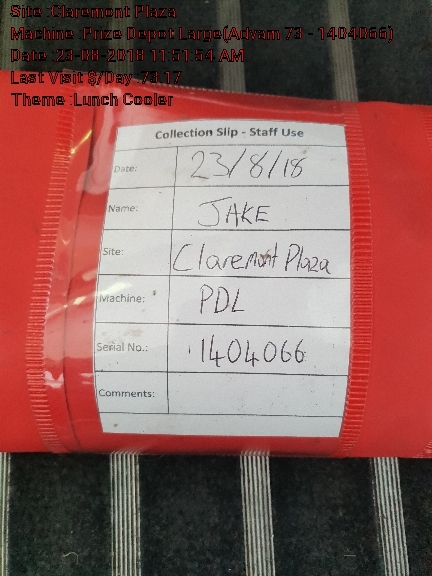 Site :Claremont Plaza
Machine :Prize Depot Large(Advam 73 - 1404066)
Date :23-08-2018 11:51:54 AM
Last Visit $/Day :73.17
Theme :Lunch Cooler
Collection Slip - Staff Use
Date: 23/8/18
Name: JAKE
Site: Claremont Plaza
Machine: PDL
Serial No.: 1404066
Comments: